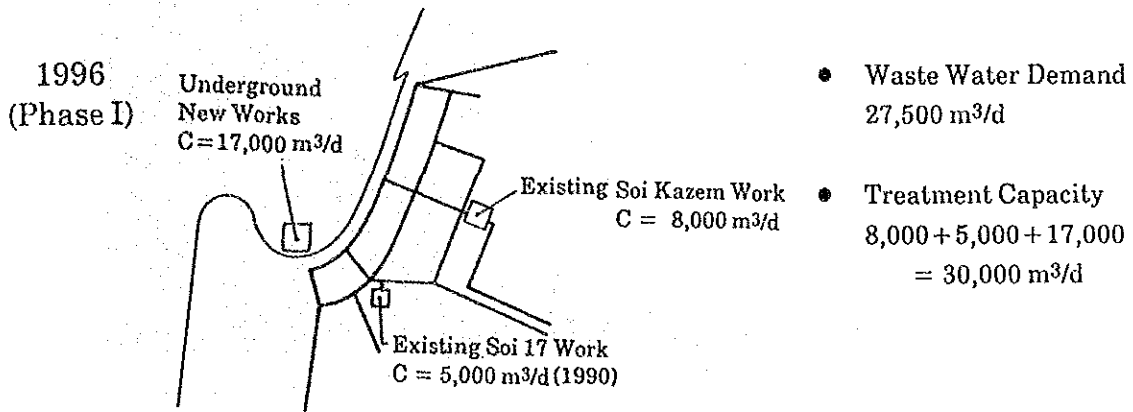 1996
(Phase I)
Underground
New Works
C=17,000 m³/d
Existing Soi Kazem Work
C = 8,000 m³/d
Existing Soi 17 Work
C = 5,000 m³/d (1990)
• Waste Water Demand
27,500 m³/d
• Treatment Capacity
8,000+5,000+17,000
= 30,000 m³/d